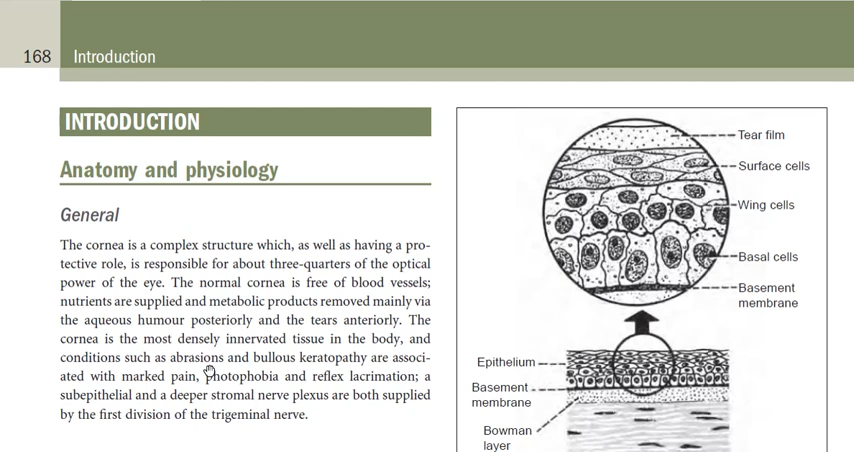 168 Introduction
INTRODUCTION
Anatomy and physiology
General
The cornea is a complex structure which, as well as having a pro-
tective role, is responsible for about three-quarters of the optical
power of the eye. The normal cornea is free of blood vessels;
nutrients are supplied and metabolic products removed mainly via
the aqueous humour posteriorly and the tears anteriorly. The
cornea is the most densely innervated tissue in the body, and
conditions such as abrasions and bullous keratopathy are associ-
ated with marked pain, photophobia and reflex lacrimation; a
subepithelial and a deeper stromal nerve plexus are both supplied
by the first division of the trigeminal nerve.
Tear film
Surface cells
Wing cells
Basal cells
Basement
membrane
Epithelium
Basement
membrane
Bowman
layer